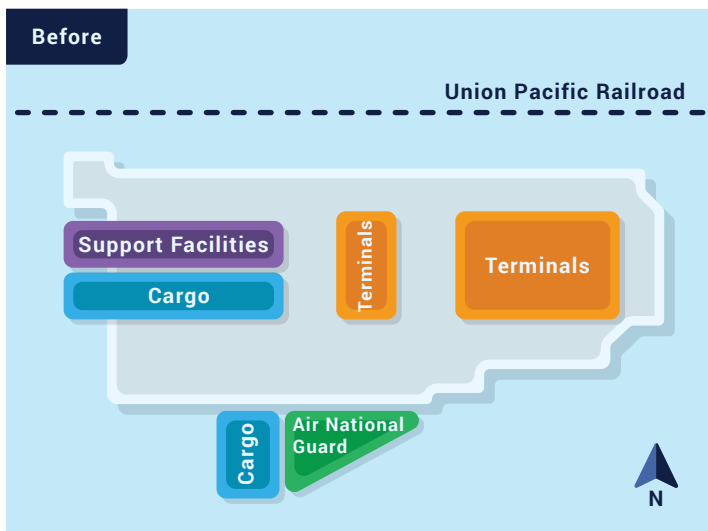 Before
Union Pacific Railroad
Support Facilities
Cargo
Terminals
Terminals
Cargo
Air National
Guard
N